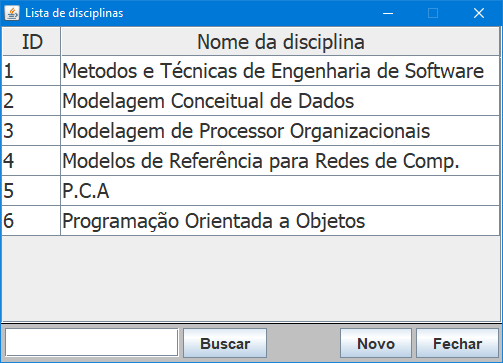 Lista de disciplinas
ID Nome da disciplina
1 Metodos e Técnicas de Engenharia de Software
2 Modelagem Conceitual de Dados
3 Modelagem de Processor Organizacionais
4 Modelos de Referência para Redes de Comp.
5 P.C.A
6 Programação Orientada a Objetos
Buscar Novo Fechar